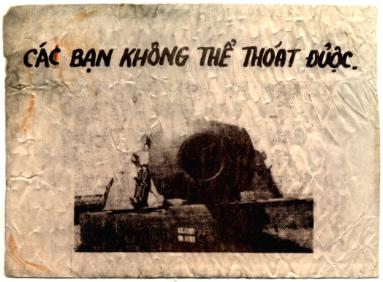 CÁC BẠN KHÔNG THỂ THOÁT ĐƯỢC.